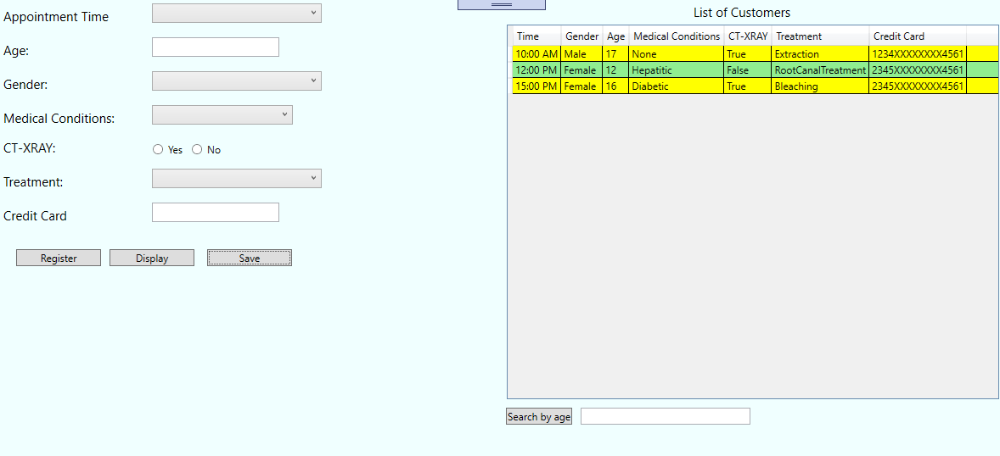 Appointment Time
Age:
Gender:
Medical Conditions:
CT-XRAY:
Yes No
Treatment:
Credit Card
Register Display Save
List of Customers
Time Gender Age Medical Conditions CT-XRAY Treatment Credit Card
10:00 AM Male 17 None True Extraction 1234XXXXXXXX4561
12:00 PM Female 12 Hepatitic False RootCanalTreatment 2345XXXXXXXX4561
15:00 PM Female 16 Diabetic True Bleaching 2345XXXXXXXX4561
Search by age